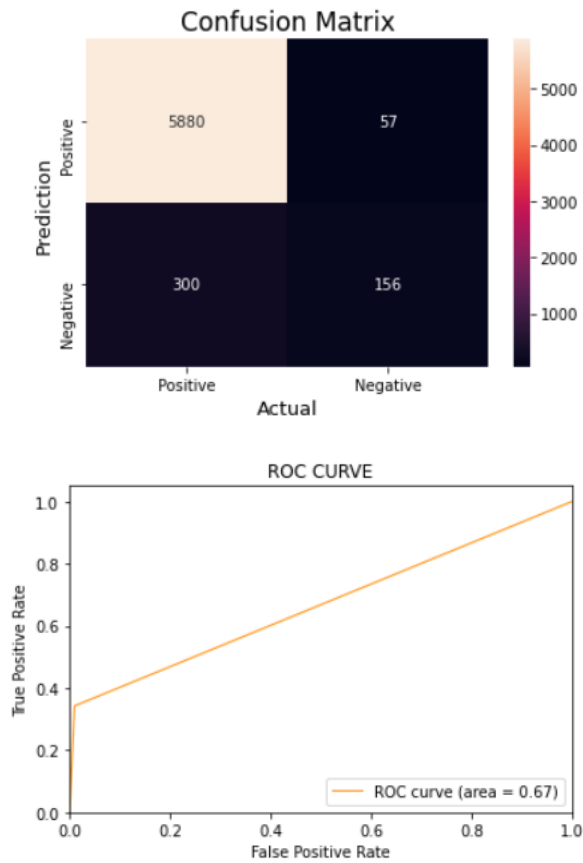 Confusion Matrix
Prediction
Positive
Negative
5880
57
300
156
Positive
Negative
Actual
5000
4000
3000
2000
1000
ROC CURVE
True Positive Rate
1.0
0.8
0.6
0.4
0.2
0.0
ROC curve (area = 0.67)
0.0
0.2
0.4
0.6
0.8
1.0
False Positive Rate